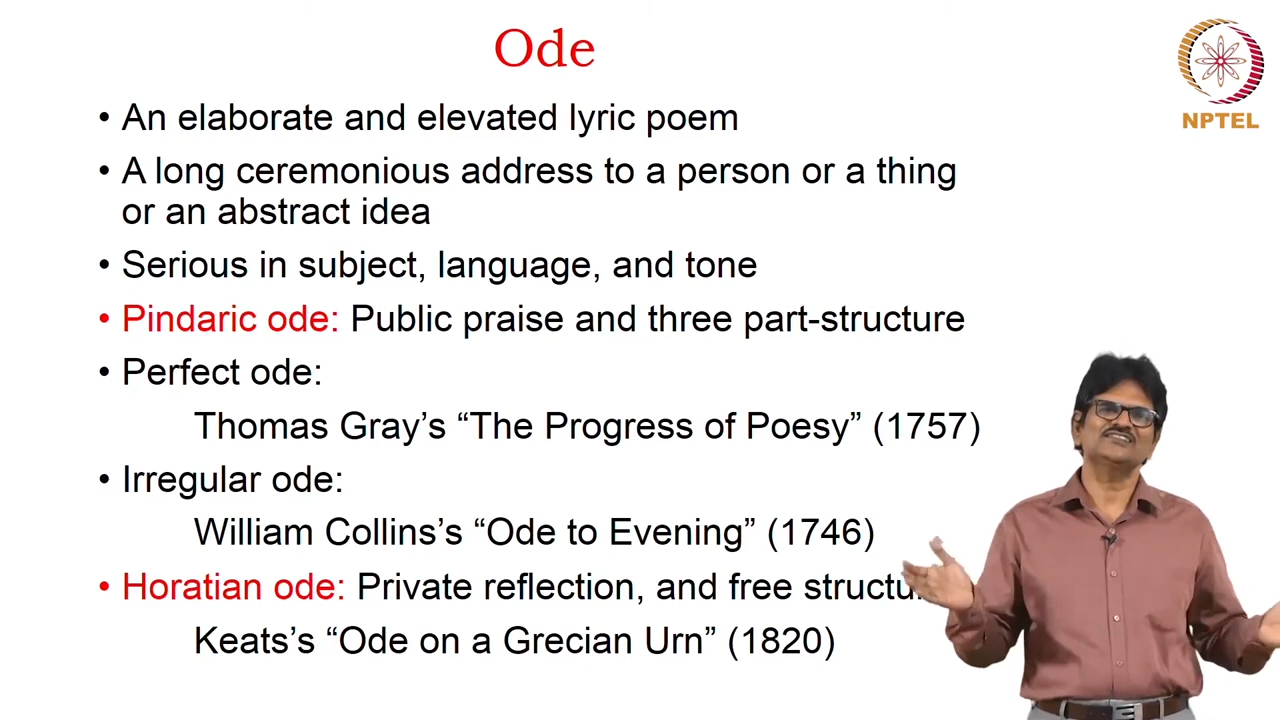 Ode
NPTEL
• An elaborate and elevated lyric poem
• A long ceremonious address to a person or a thing
or an abstract idea
• Serious in subject, language, and tone
• Pindaric ode: Public praise and three part-structure
• Perfect ode:
Thomas Gray’s “The Progress of Poesy” (1757)
• Irregular ode:
William Collins’s “Ode to Evening” (1746)
• Horatian ode: Private reflection, and free
Keats’s “Ode on a Grecian Urn” (1820)